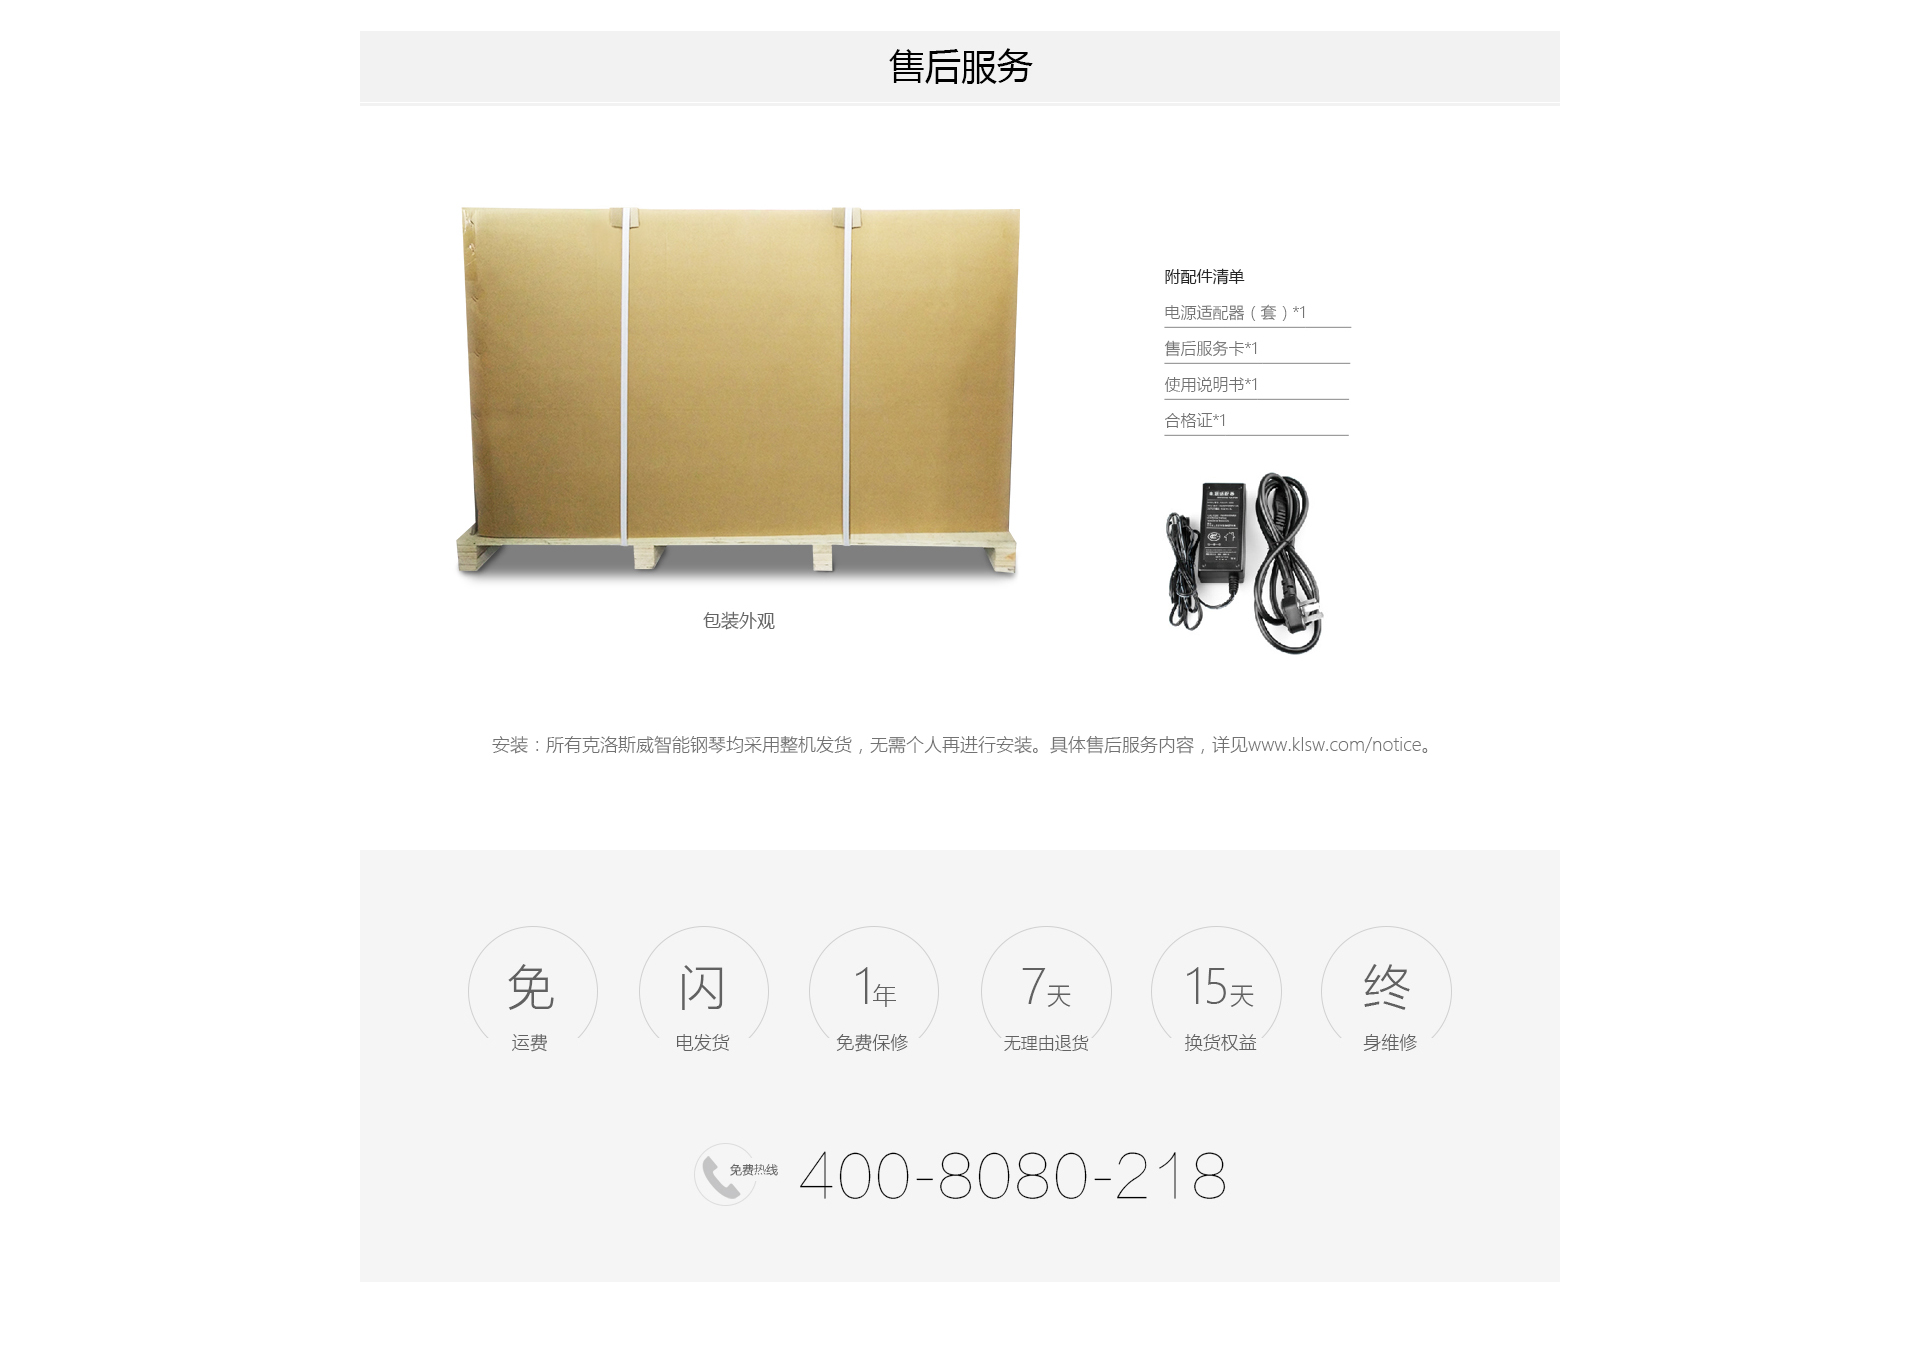 售后服务
附配件清单
电源适配器（套）*1
售后服务卡*1
使用说明书*1
合格证*1
包装外观
安装：所有克洛斯威智能钢琴均采用整机发货，无需个人再进行安装。具体售后服务内容，详见www.klsw.com/notice。
免
运费
闪
电发货
1年
免费保修
7天
无理由退货
15天
换货权益
终
身维修
免费热线
400-8080-218